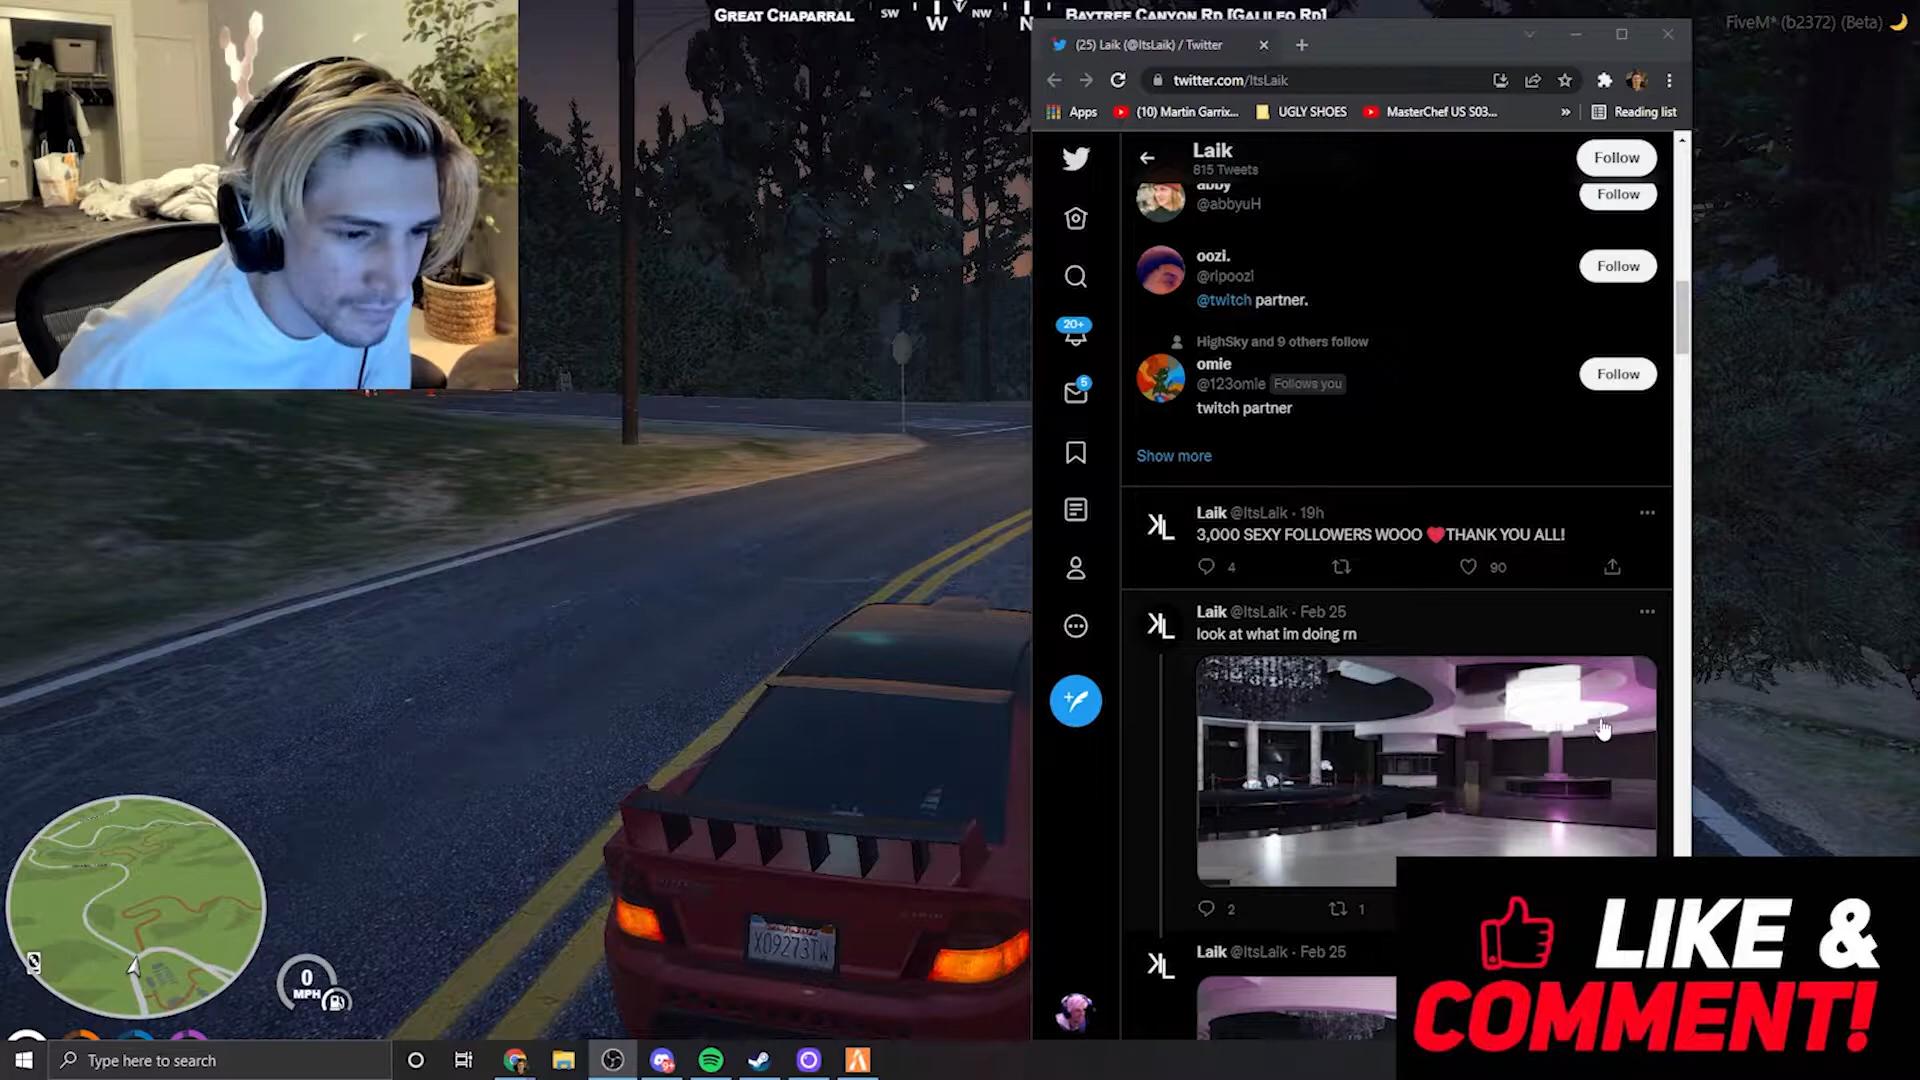 GREAT CHAPARRAL
SW
W
NW
N
BAYTREE CANYON RD [GALILEO RD]
FiveM* (b2372) (Beta)
(25) Laik (@ItsLaik) / Twitter
twitter.com/ItsLaik
Apps
(10) Martin Garrix...
UGLY SHOES
MasterChef US S03...
»
Reading list
Laik
815 Tweets
Follow
abby
@abbyuH
Follow
oozi.
@ripoozi
@twitch partner.
Follow
HighSky and 9 others follow
omie
@123omie Follows you
twitch partner
Follow
Show more
20+
5
Laik @ItsLaik · 19h
3,000 SEXY FOLLOWERS WOOO ❤️THANK YOU ALL!
4
90
Laik @ItsLaik · Feb 25
look at what im doing rn
2
1
Laik @ItsLaik · Feb 25
X09273TW
0
MPH
LIKE &
COMMENT!
Type here to search